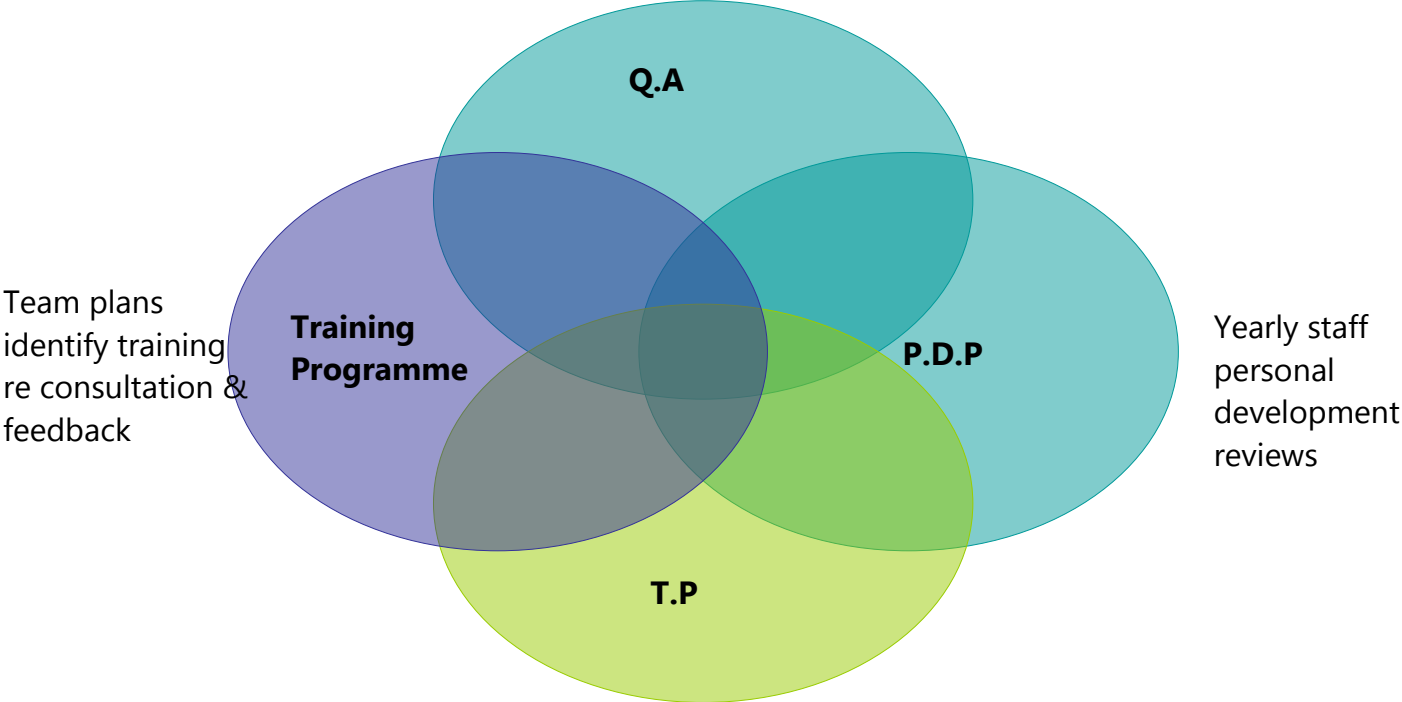 Q.A
Team plans
identify training
re consultation &
feedback
Training
Programme
P.D.P
Yearly staff
personal
development
reviews
T.P